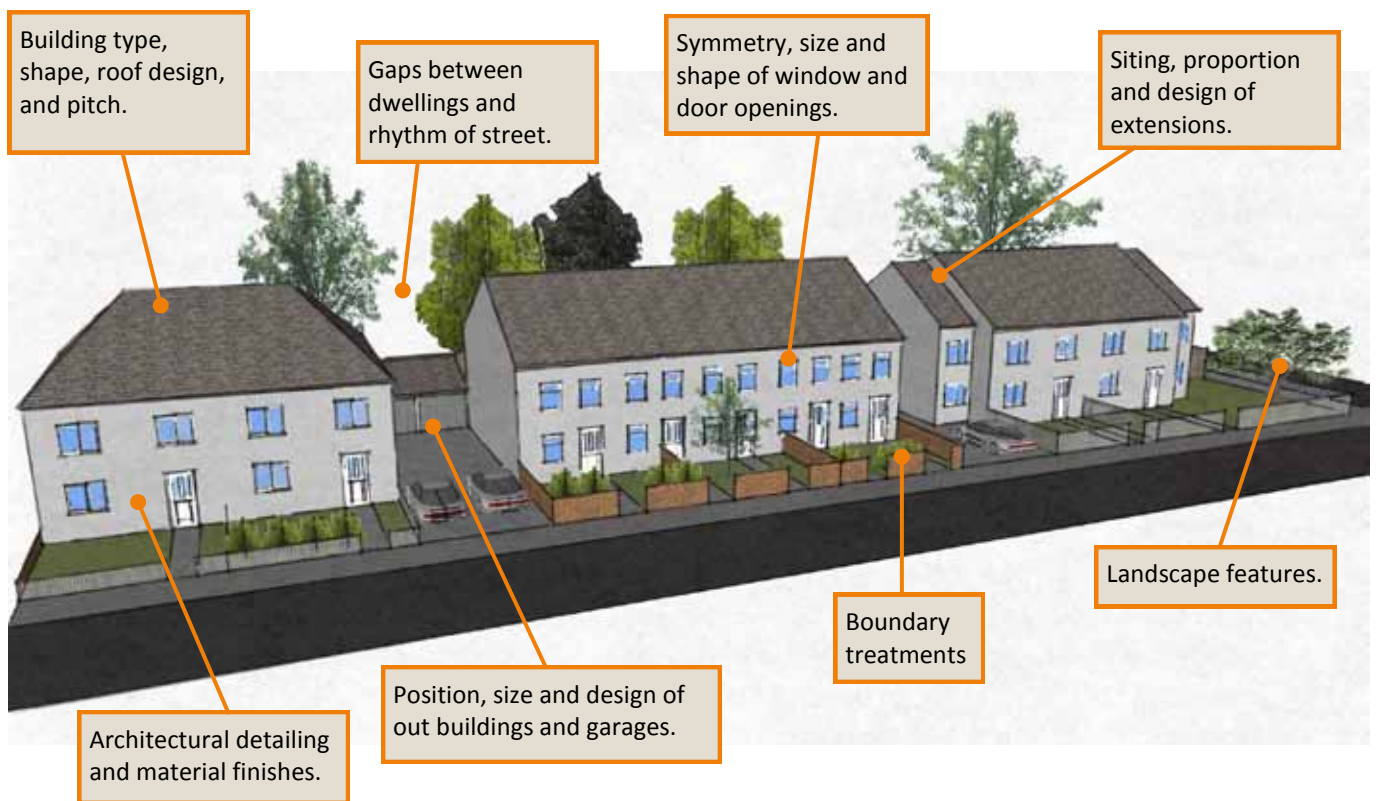 Building type,
shape, roof design,
and pitch.
Gaps between
dwellings and
rhythm of street.
Symmetry, size and
shape of window and
door openings.
Siting, proportion
and design of
extensions.
Landscape features.
Boundary
treatments
Position, size and design of
out buildings and garages.
Architectural detailing
and material finishes.